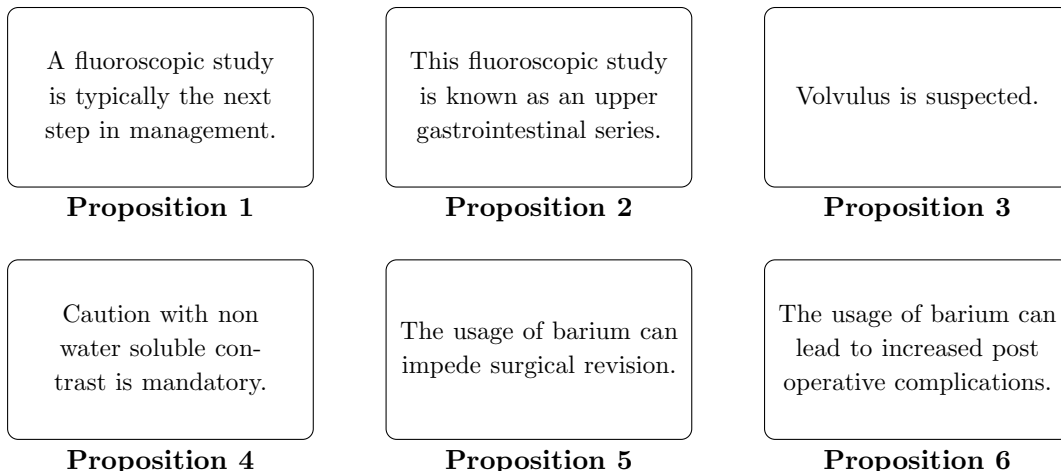 A fluoroscopic study
is typically the next
step in management.
Proposition 1
This fluoroscopic study
is known as an upper
gastrointestinal series.
Proposition 2
Volvulus is suspected.
Proposition 3
Caution with non
water soluble con-
trast is mandatory.
Proposition 4
The usage of barium can
impede surgical revision.
Proposition 5
The usage of barium can
lead to increased post
operative complications.
Proposition 6